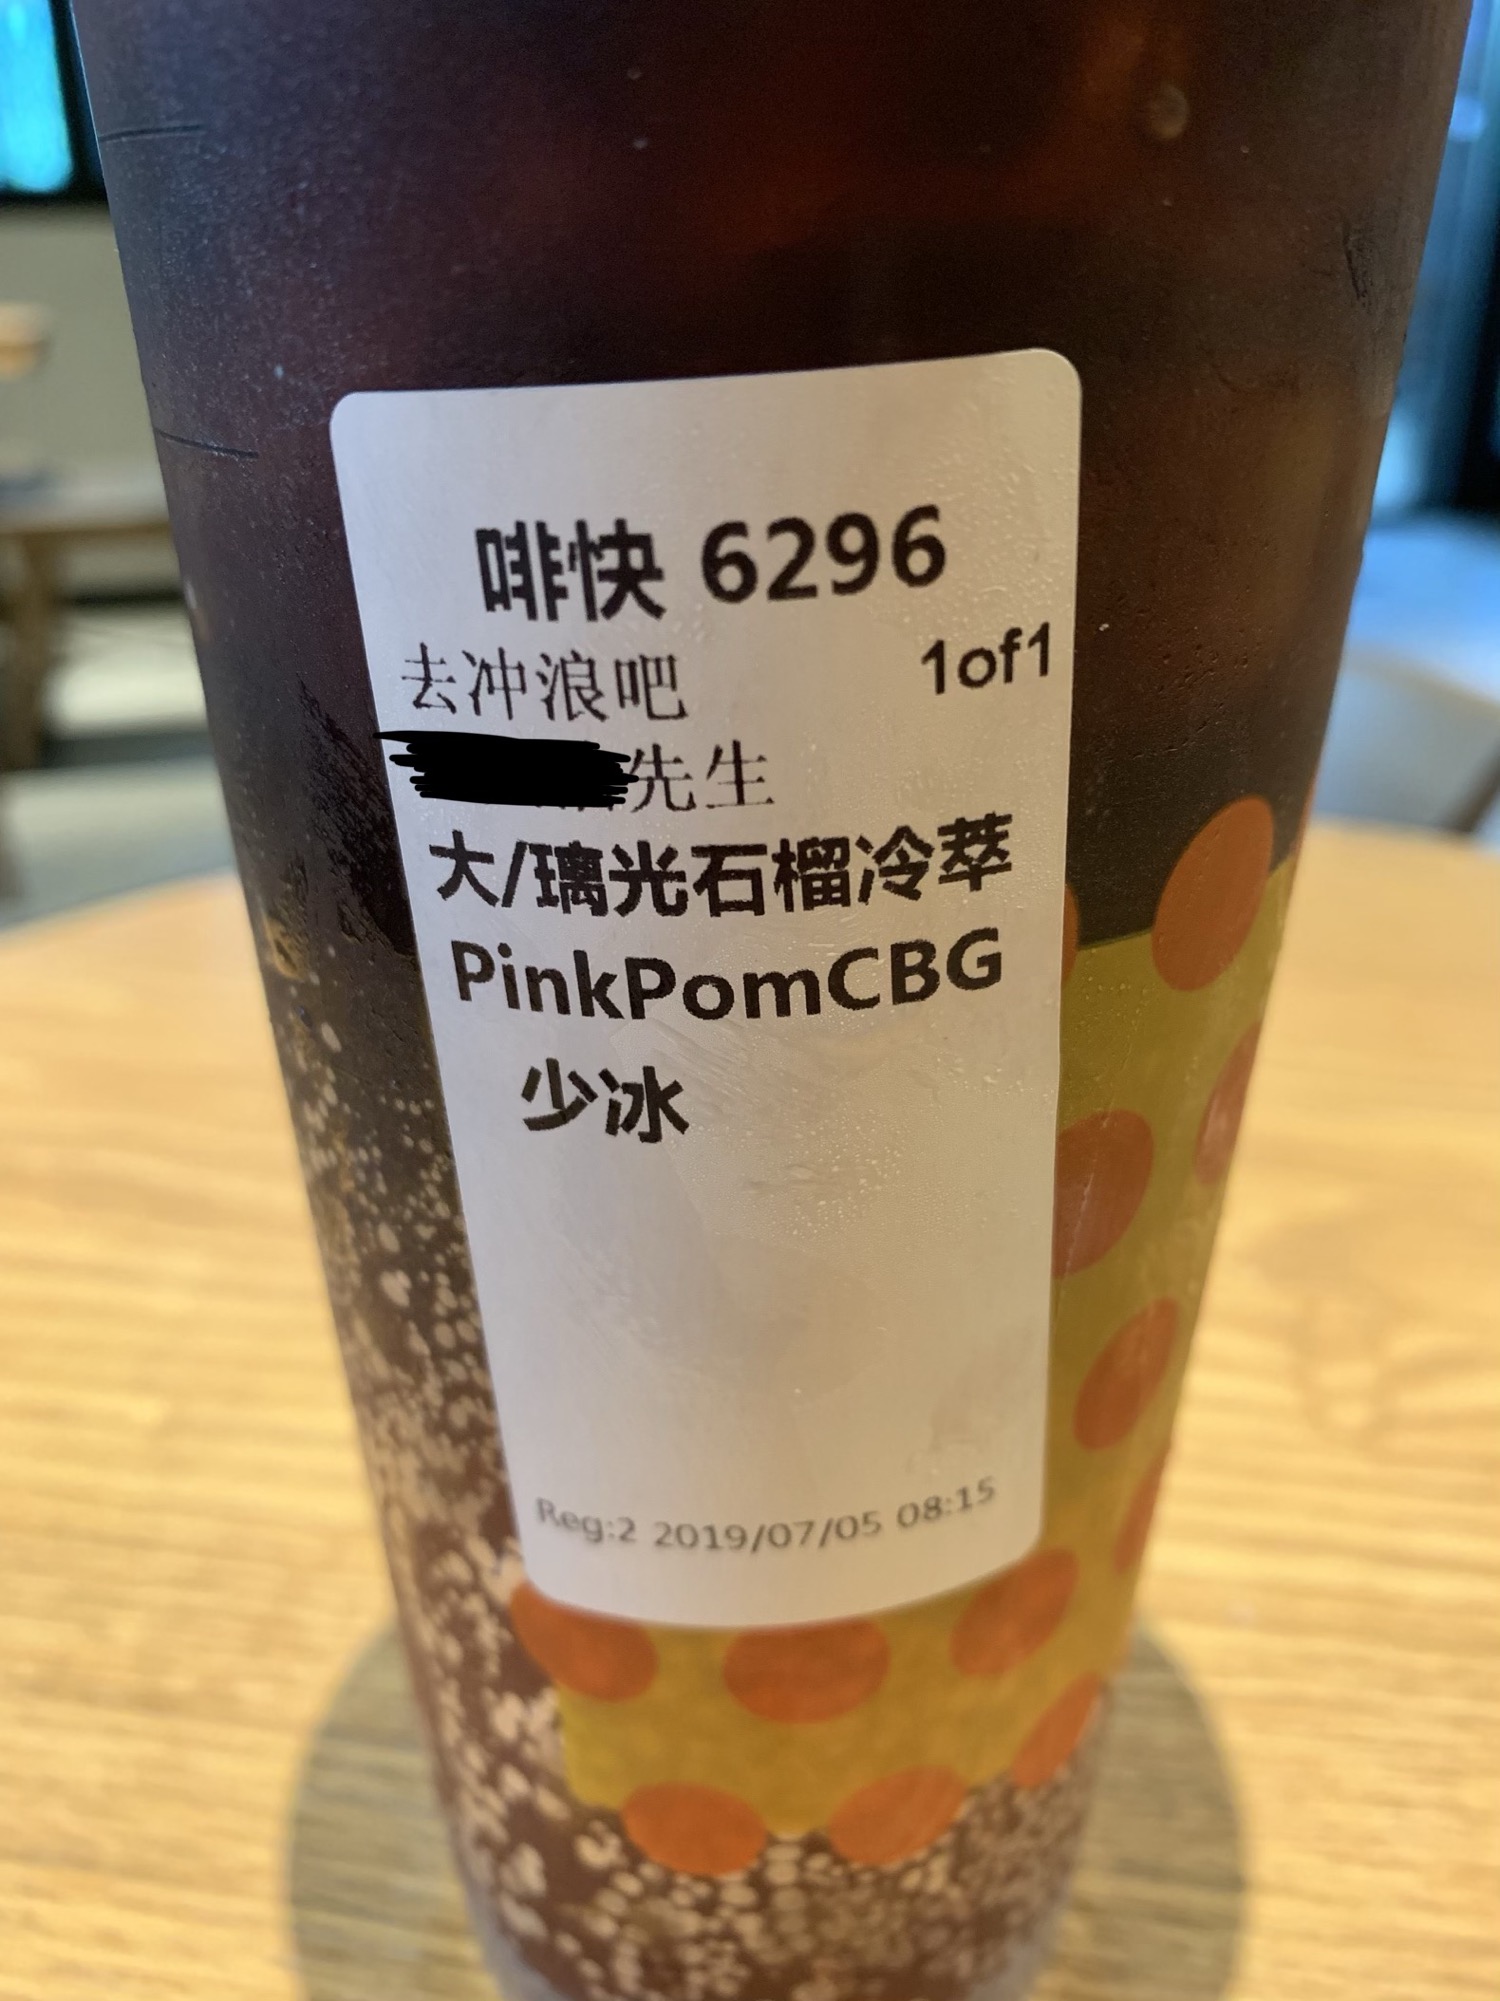 啡快 6296
去冲浪吧 1of1
先生
大/璃光石榴冷萃
PinkPomCBG
少冰
Reg:2 2019/07/05 08:15